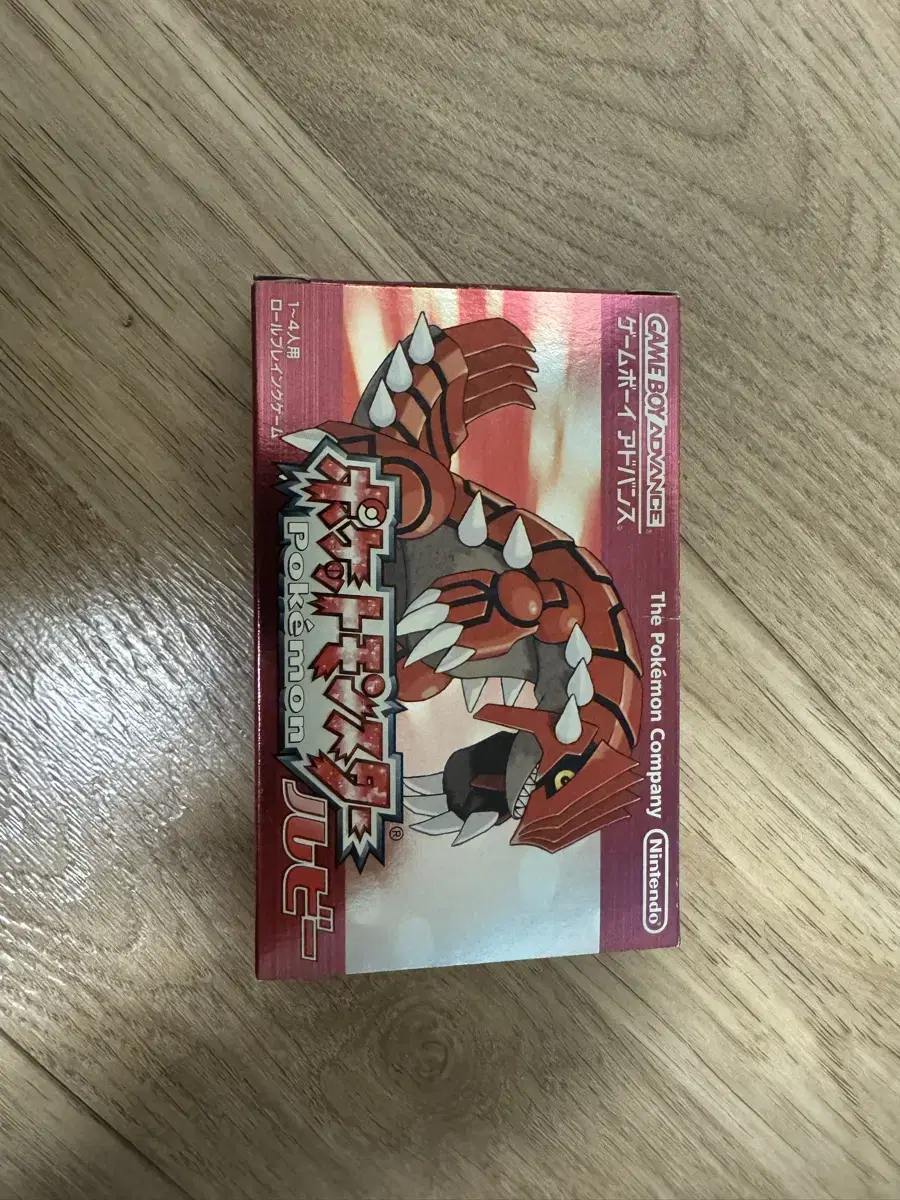 GAME BOY ADVANCE
ゲームボーイ アドバンス
The Pokémon Company
Nintendo
ポケットモンスター®
pokémon
ルビー
1～4人用
ロールプレイングゲーム